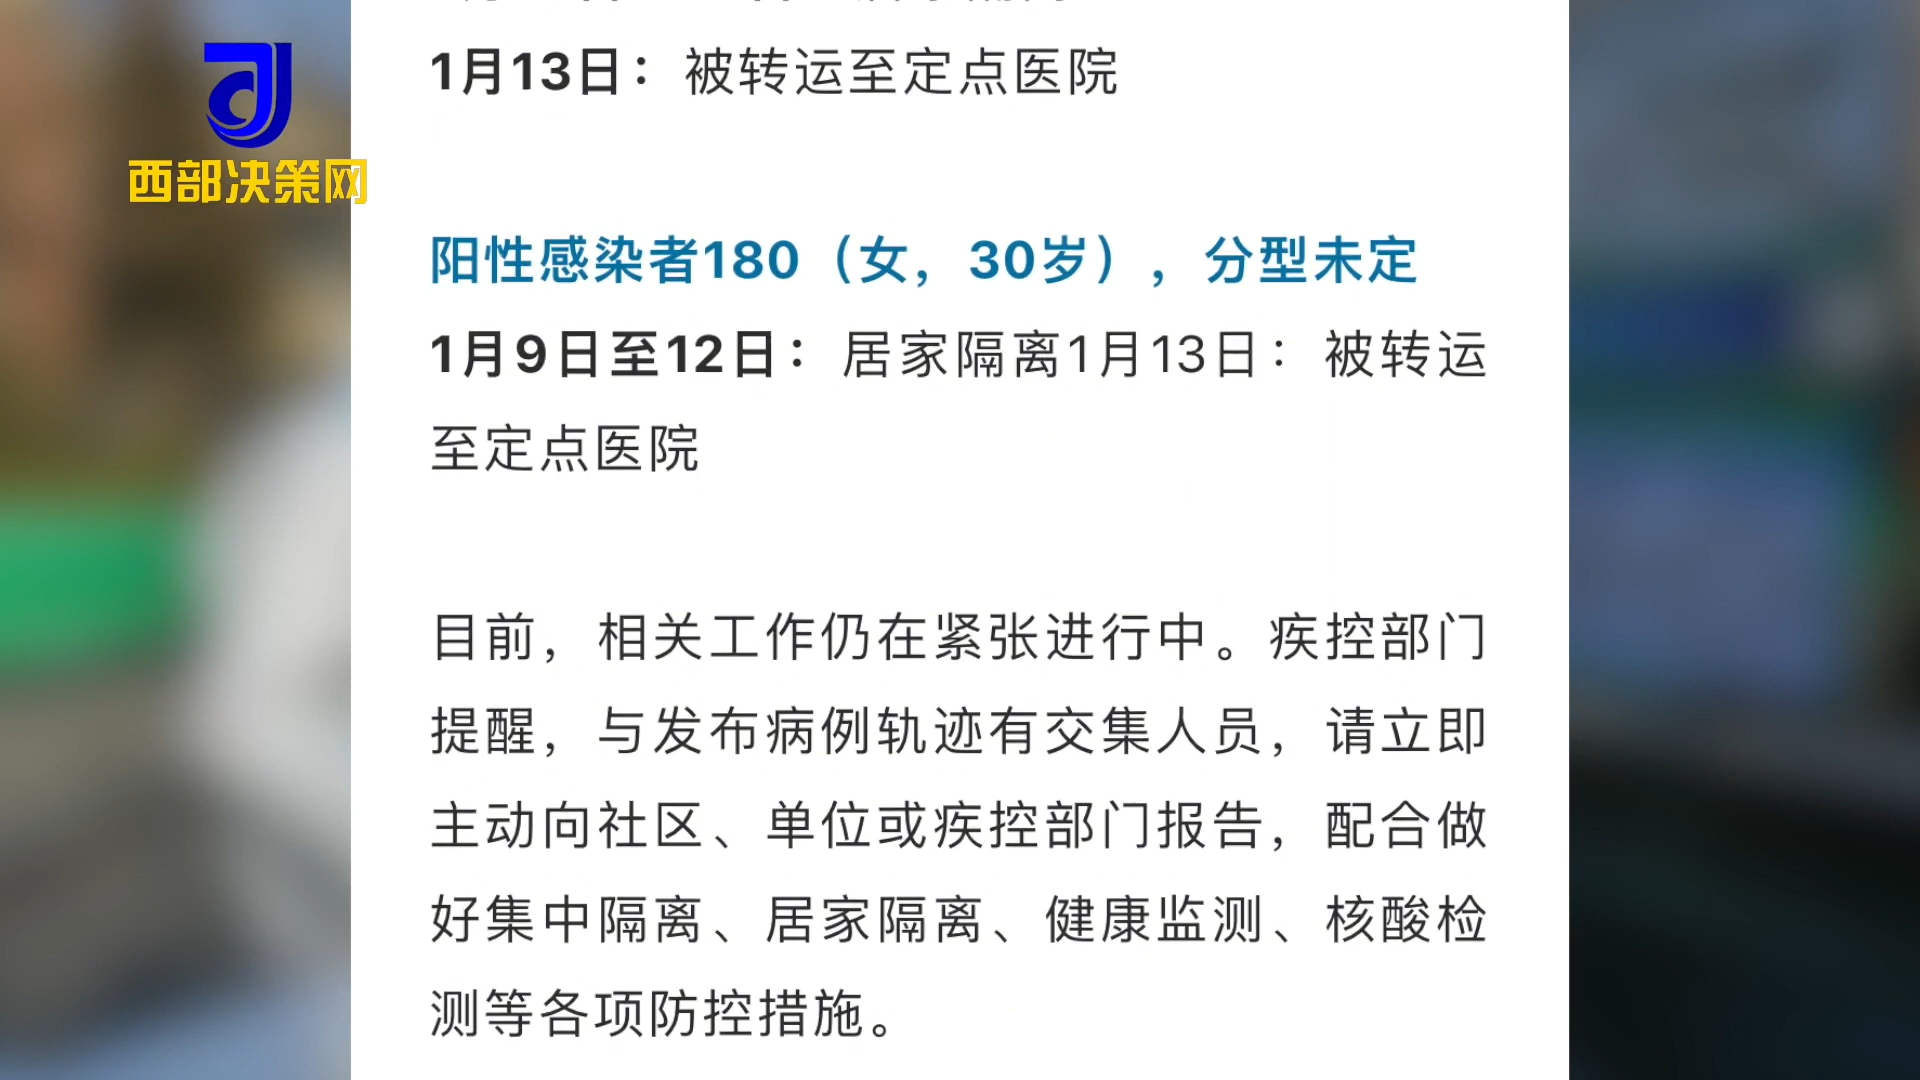 1月13日：被转运至定点医院
西部决策网
阳性感染者180（女，30岁），分型未定
1月9日至12日：居家隔离1月13日：被转运
至定点医院
目前，相关工作仍在紧张进行中。疾控部门
提醒，与发布病例轨迹有交集人员，请立即
主动向社区、单位或疾控部门报告，配合做
好集中隔离、居家隔离、健康监测、核酸检
测等各项防控措施。